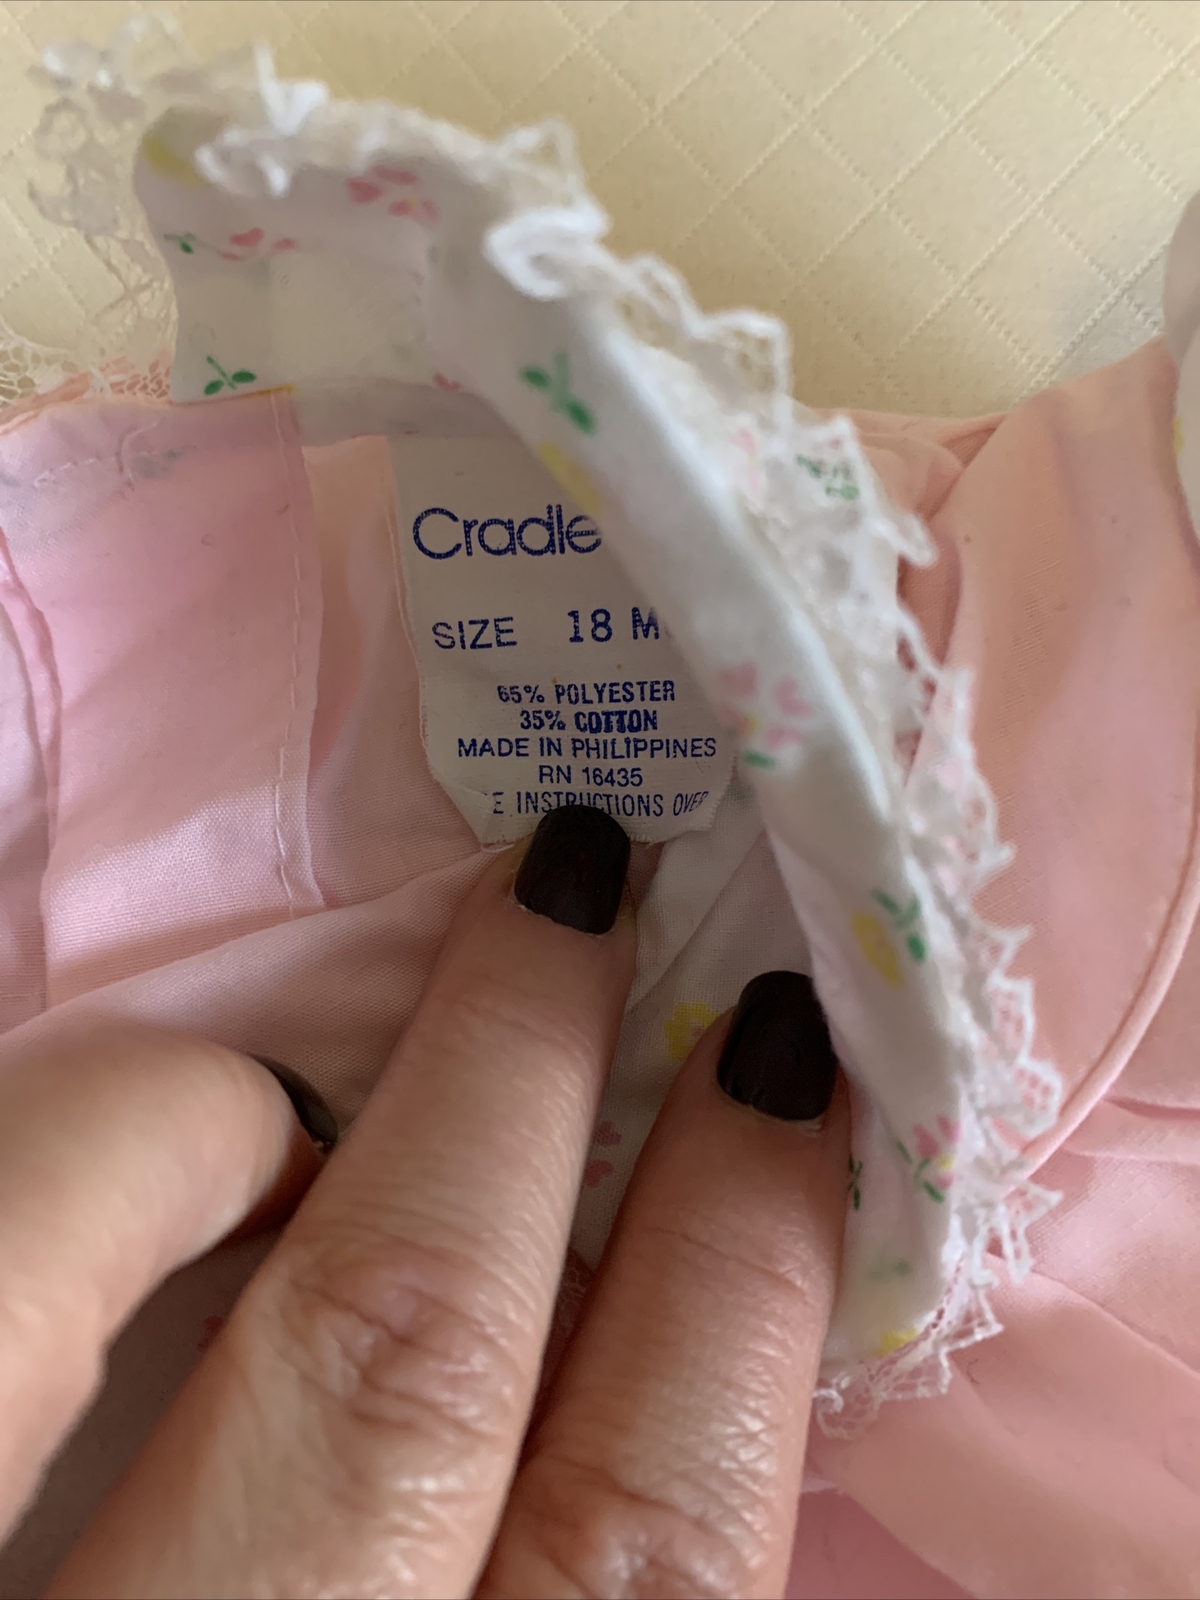 Cradle
SIZE 18 M
65% POLYESTER
35% COTTON
MADE IN PHILIPPINES
RN 16435
E INSTRUCTIONS OVER